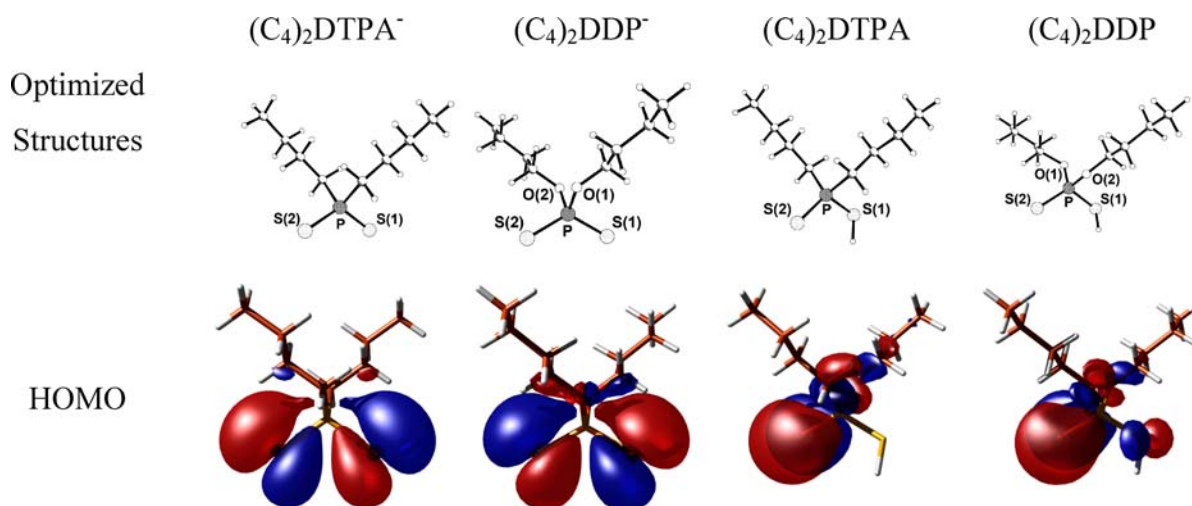 (C₄)₂DTPA⁻ (C₄)₂DDP⁻ (C₄)₂DTPA (C₄)₂DDP
Optimized
Structures
O(2) O(1) O(1) O(2)
S(2) P S(1) S(2) P S(1) S(2) P S(1) S(2) P S(1)
HOMO